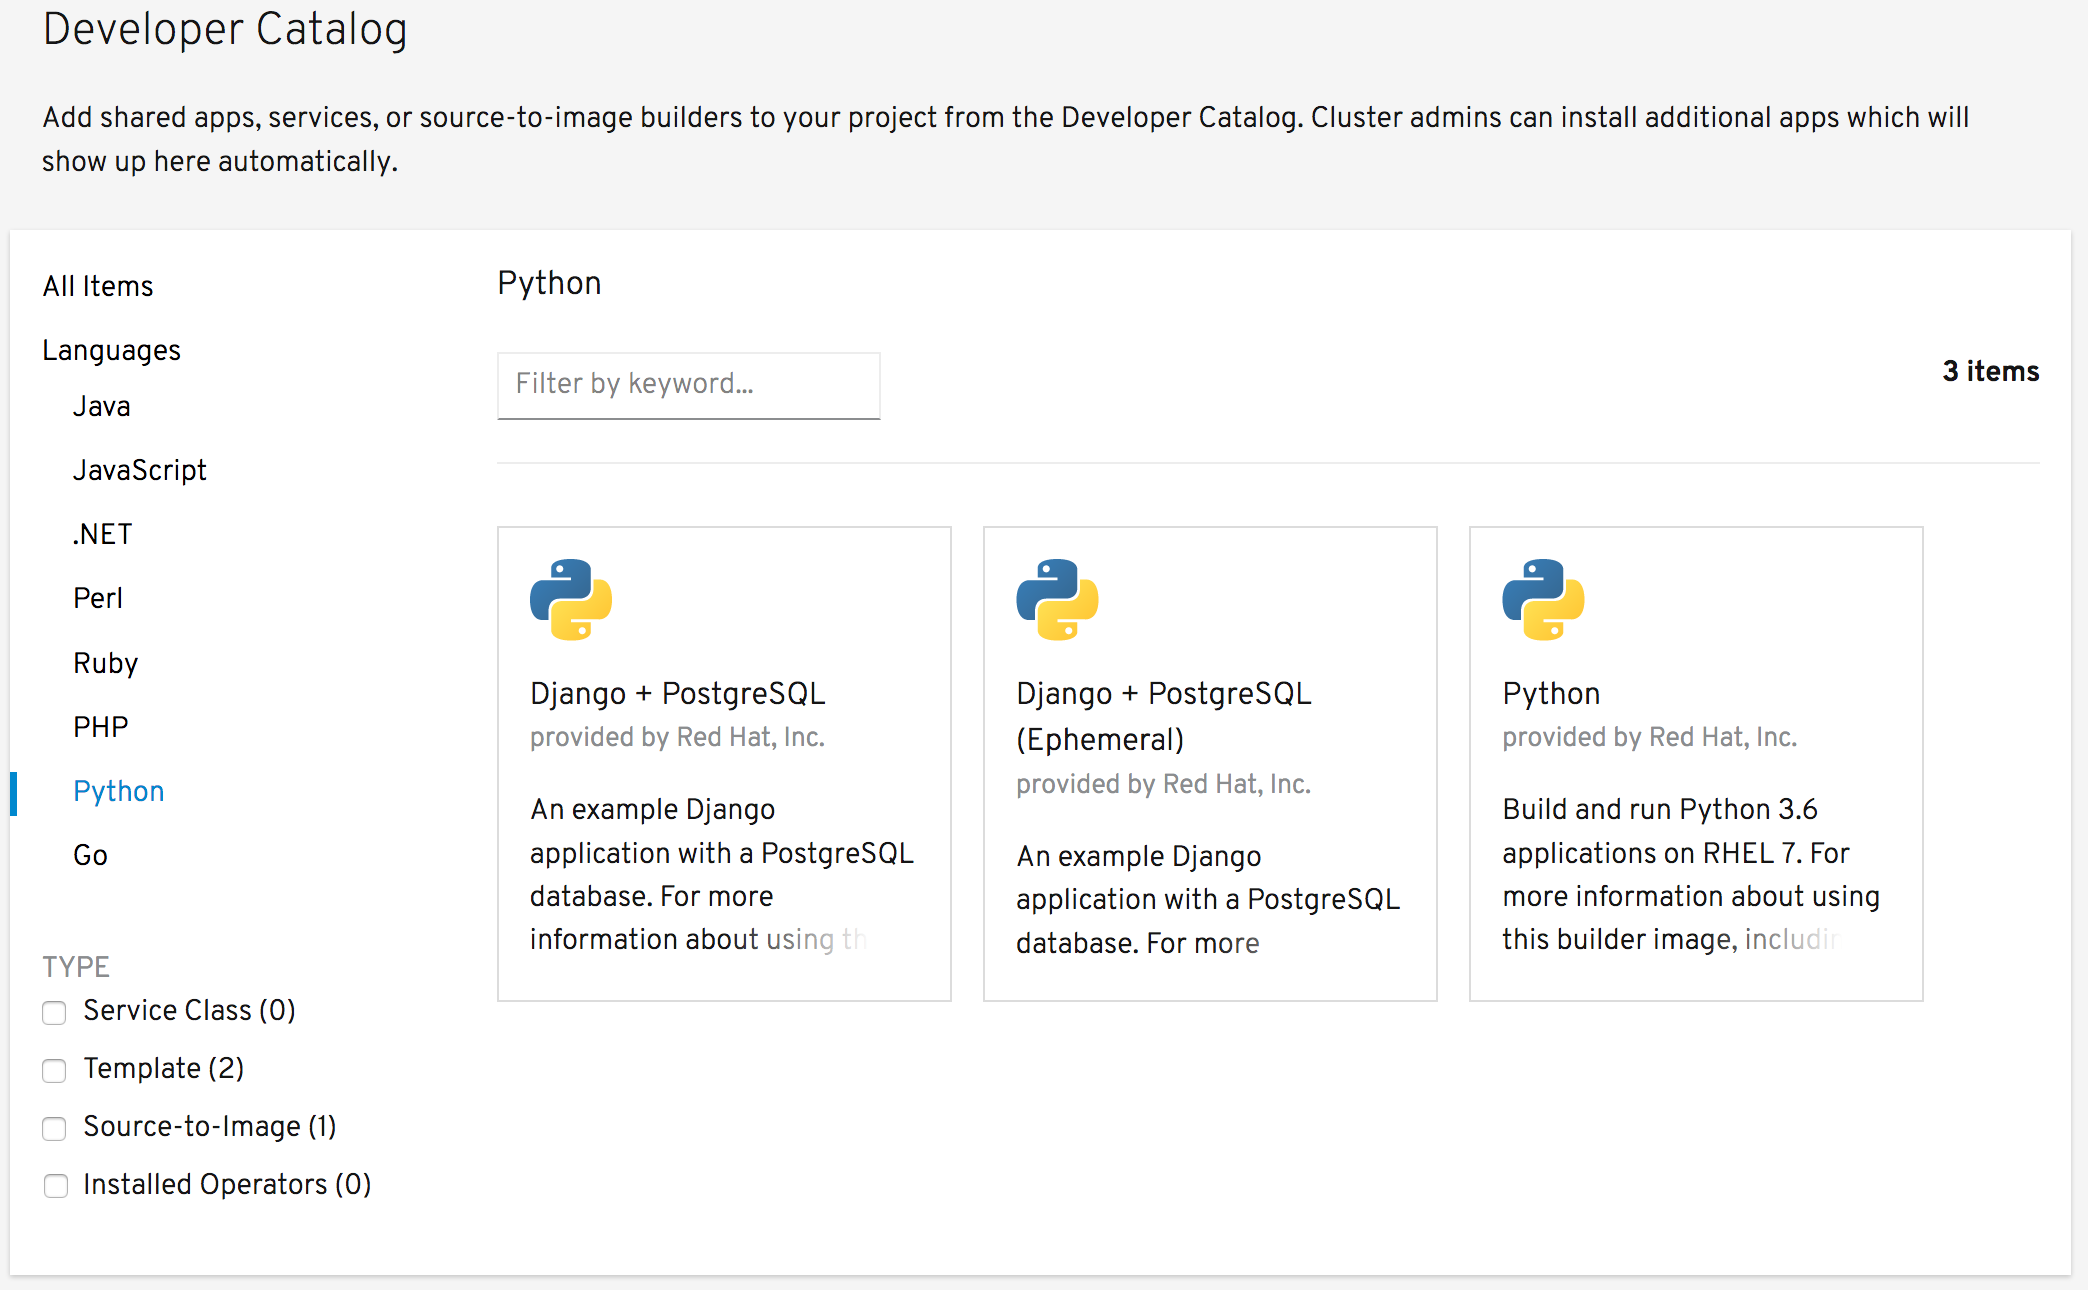 Developer Catalog
Add shared apps, services, or source-to-image builders to your project from the Developer Catalog. Cluster admins can install additional apps which will
show up here automatically.
All Items
Languages
Java
JavaScript
.NET
Perl
Ruby
PHP
Python
Go
TYPE
Service Class (0)
Template (2)
Source-to-Image (1)
Installed Operators (0)
Python
Filter by keyword...
3 items
Django + PostgreSQL
provided by Red Hat, Inc.
An example Django
application with a PostgreSQL
database. For more
information about using th
Django + PostgreSQL
(Ephemeral)
provided by Red Hat, Inc.
An example Django
application with a PostgreSQL
database. For more
Python
provided by Red Hat, Inc.
Build and run Python 3.6
applications on RHEL 7. For
more information about using
this builder image, includin